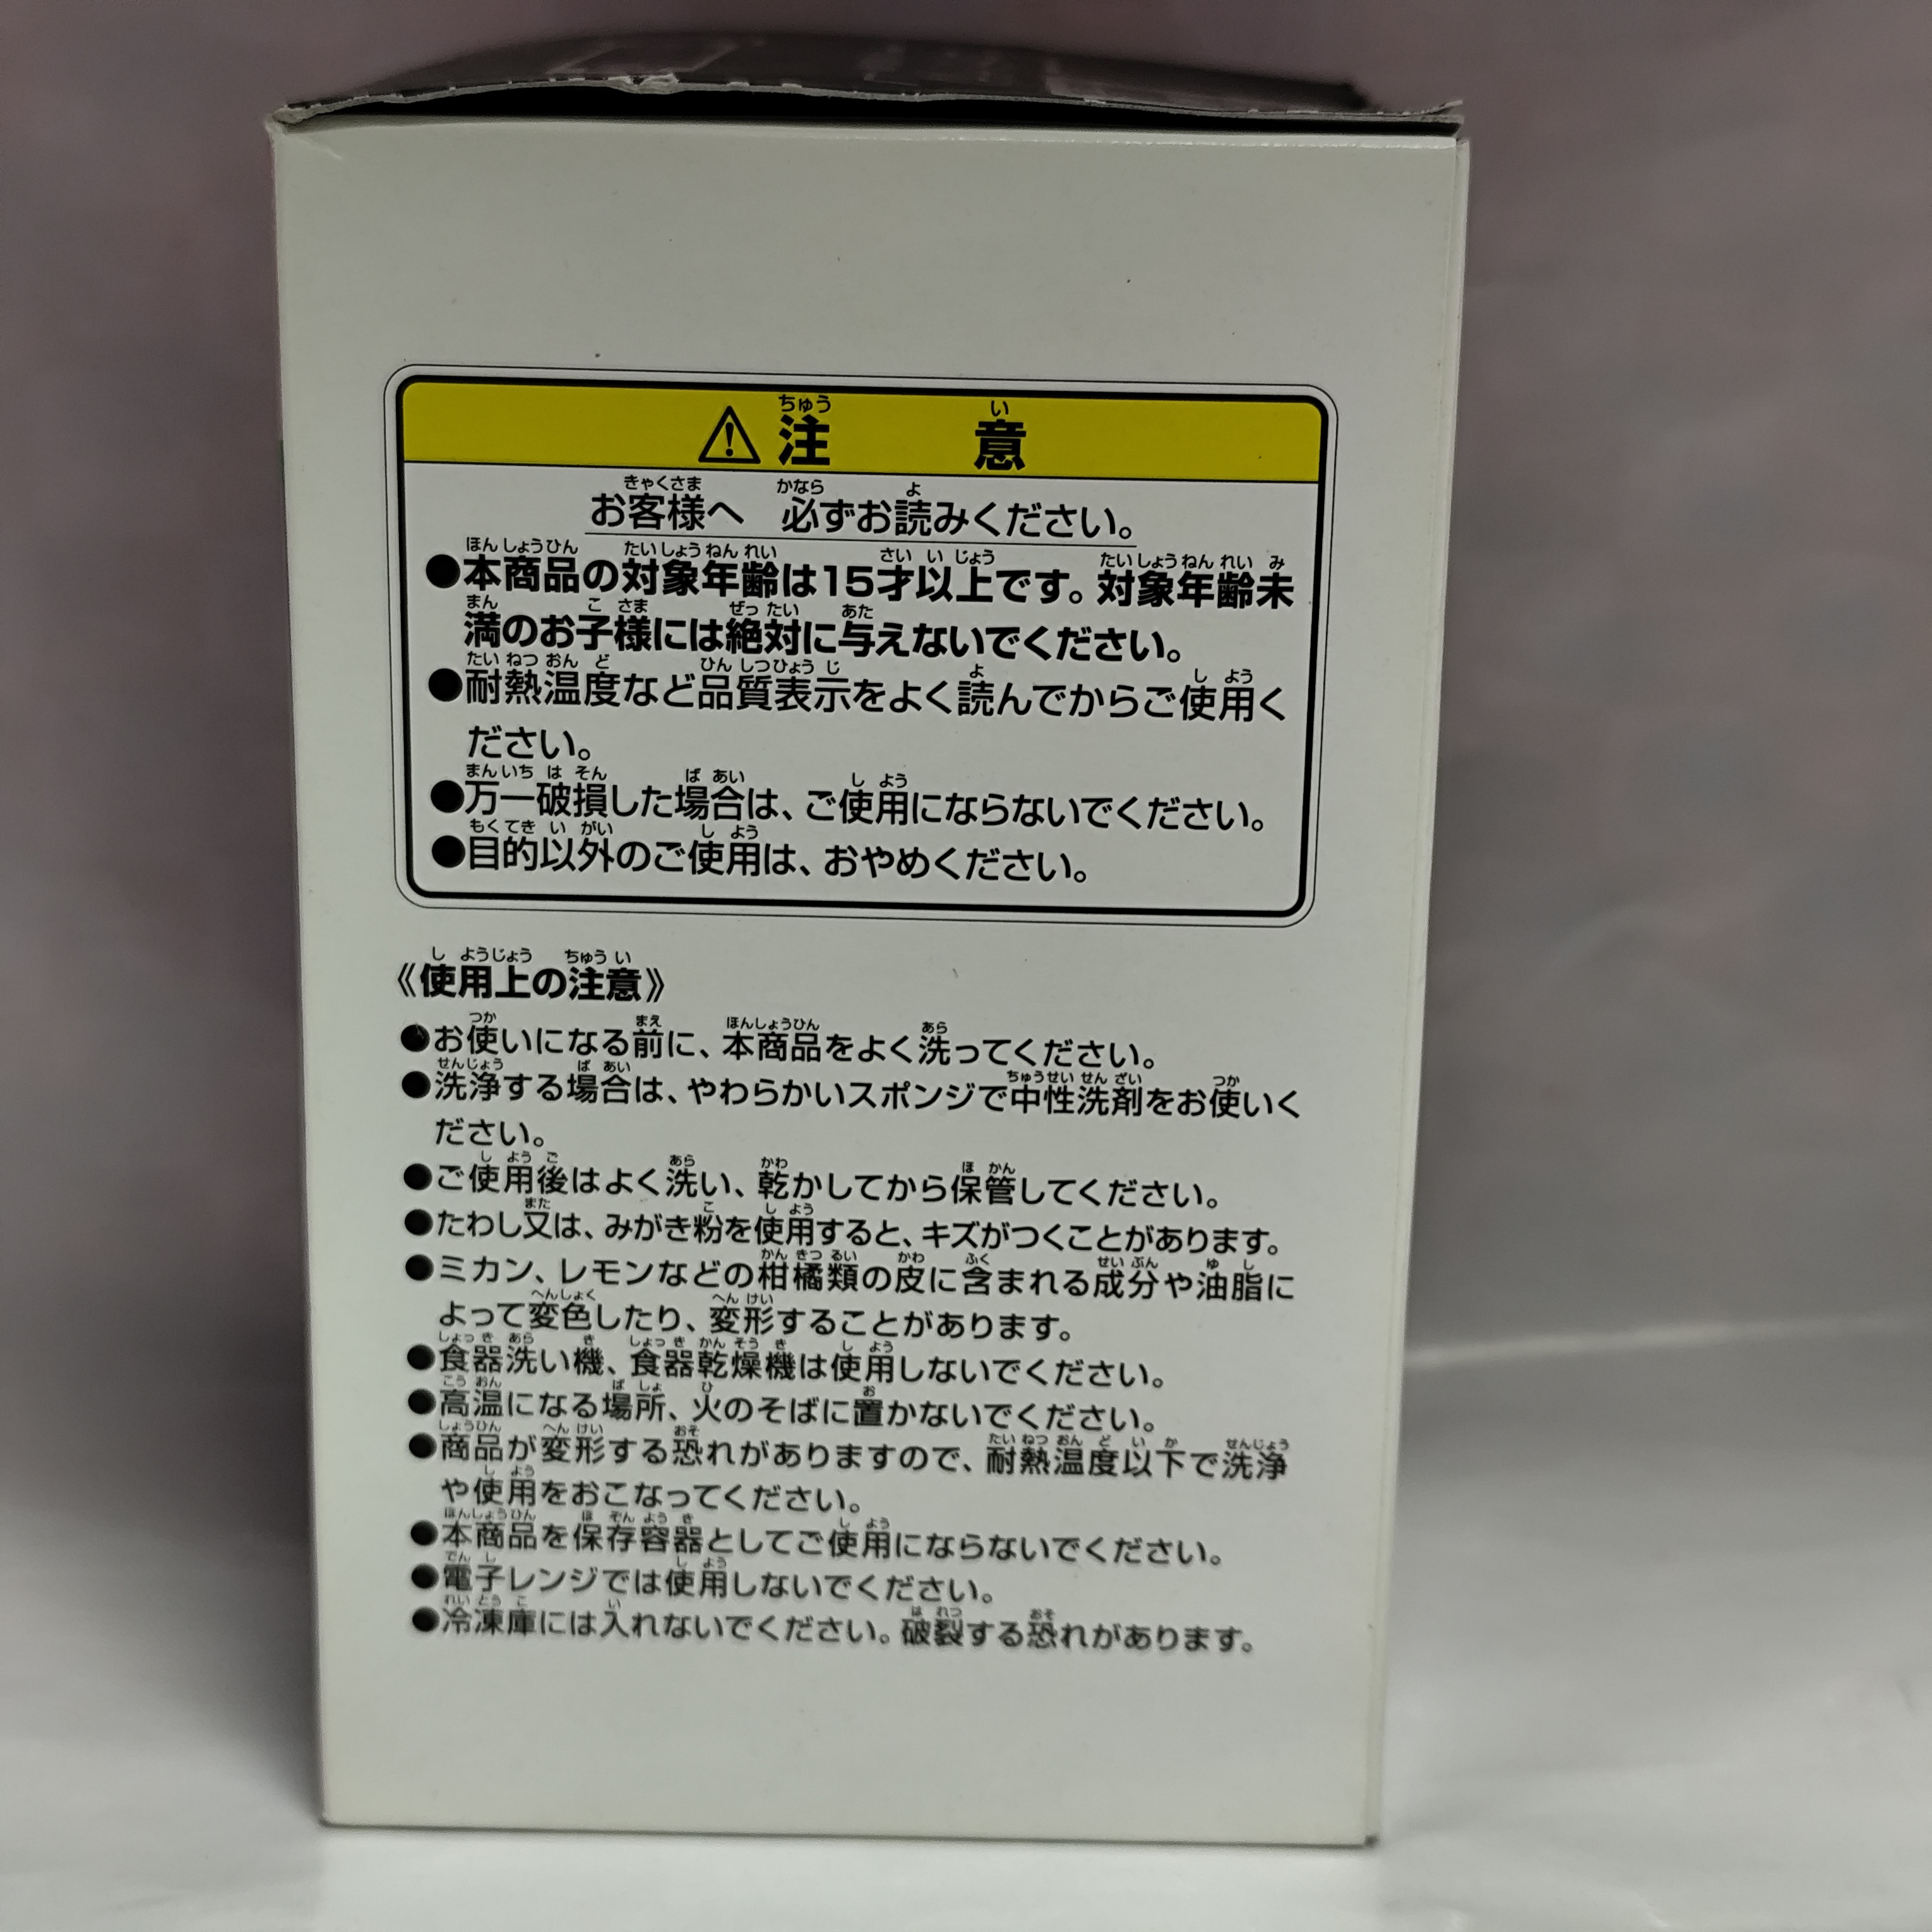 ⚠注 意
お客様へ 必ずお読みください。
●本商品の対象年齢は15才以上です。対象年齢未
満のお子様には絶対に与えないでください。
●耐熱温度など品質表示をよく読んでからご使用く
ださい。
●万一破損した場合は、ご使用にならないでください。
●目的以外のご使用は、おやめください。
《使用上の注意》
●お使いになる前に、本商品をよく洗ってください。
●洗浄する場合は、やわらかいスポンジで中性洗剤をお使いく
ださい。
●ご使用後はよく洗い、乾かしてから保管してください。
●たわし又は、みがき粉を使用すると、キズがつくことがあります。
●ミカン、レモンなどの柑橘類の皮に含まれる成分や油脂に
よって変色したり、変形することがあります。
●食器洗い機、食器乾燥機は使用しないでください。
●高温になる場所、火のそばに置かないでください。
●商品が変形する恐れがありますので、耐熱温度以下で洗浄
や使用をおこなってください。
●本商品を保存容器としてご使用にならないでください。
●電子レンジでは使用しないでください。
●冷凍庫には入れないでください。破裂する恐れがあります。